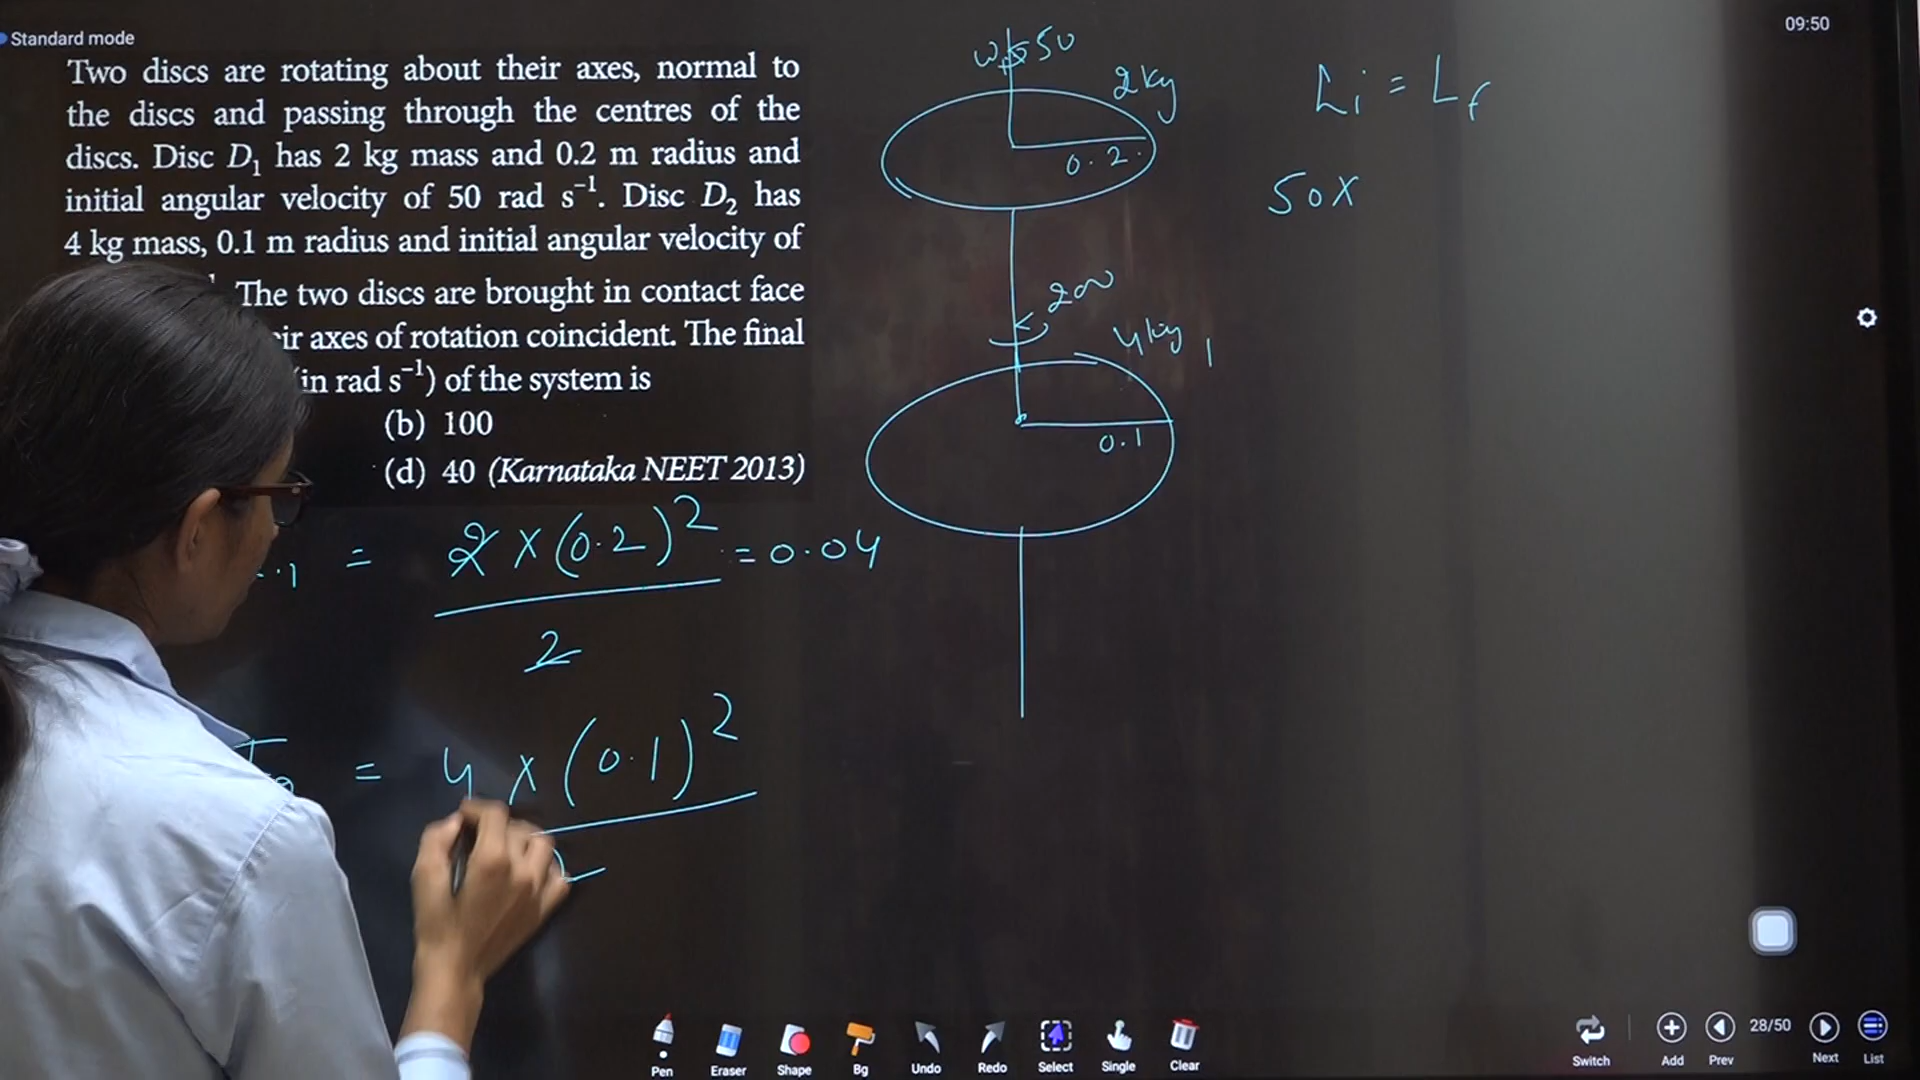 Standard mode
09:50
Two discs are rotating about their axes, normal to
the discs and passing through the centres of the
discs. Disc D₁ has 2 kg mass and 0.2 m radius and
initial angular velocity of 50 rad s⁻¹. Disc D₂ has
4 kg mass, 0.1 m radius and initial angular velocity of
The two discs are brought in contact face
axes of rotation coincident. The final
(in rad s⁻¹) of the system is
(b) 100
(d) 40 (Karnataka NEET 2013)
50
2kg
0.2
200
4kg
0.1
Li = Lf
50X
= 2 X (0.2)² = 0.04
2
= 4 X (0.1)²
2
Pen
Eraser
Shape
Bg
Undo
Redo
Select
Single
Clear
Switch
Add
Prev
28/50
Next
List